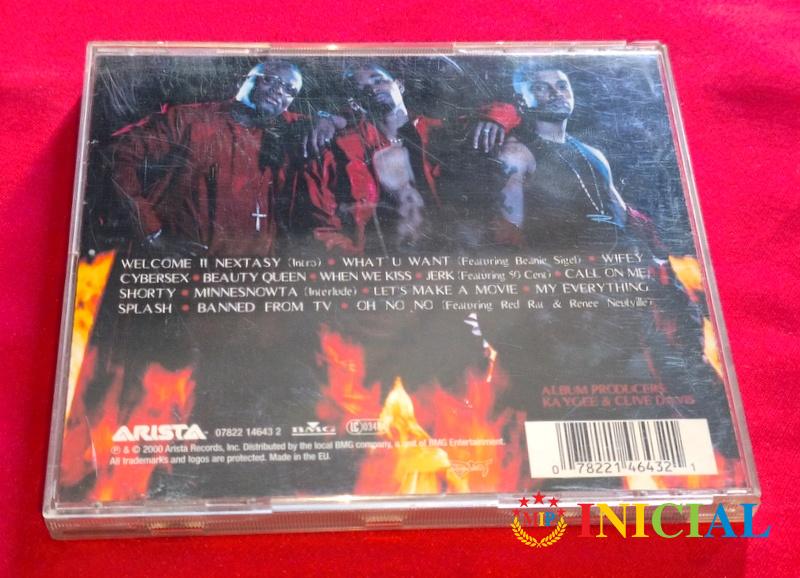 WELCOME II NEXTASY (Intro) • WHAT U WANT (Featuring Beanie Sigel) • WIFEY
CYBERSEX • BEAUTY QUEEN • WHEN WE KISS • JERK (Featuring 50 Cent) • CALL ON ME
SHORTY • MINNESNOWTA (Interlude) • LET'S MAKE A MOVIE • MY EVERYTHING
SPLASH • BANNED FROM TV • OH NO NO (Featuring Red Rat & Renee Neufville)
ALBUM PRODUCERS
KAYGEE & CLIVE DAVIS
ARISTA 07822 14643 2 BMG LC
℗ & © 2000 Arista Records, Inc. Distributed by the local BMG company, a unit of BMG Entertainment.
All trademarks and logos are protected. Made in the EU.
0 78221 46432 1
VIP INICIAL